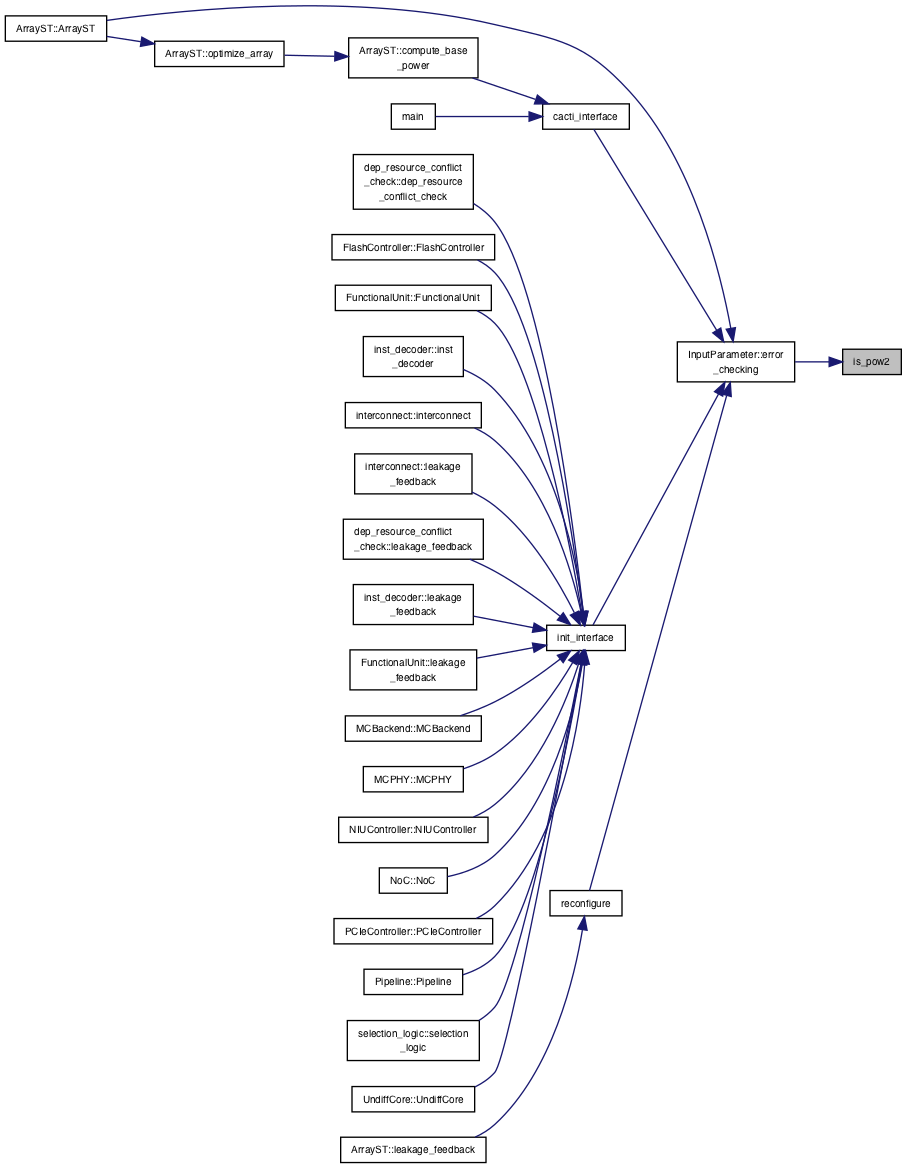 ArrayST::ArrayST
ArrayST::optimize_array
ArrayST::compute_base
_power
main
cacti_interface
dep_resource_conflict
_check::dep_resource
_conflict_check
FlashController::FlashController
FunctionalUnit::FunctionalUnit
inst_decoder::inst
_decoder
interconnect::interconnect
interconnect::leakage
_feedback
dep_resource_conflict
_check::leakage_feedback
inst_decoder::leakage
_feedback
FunctionalUnit::leakage
_feedback
MCBackend::MCBackend
MCPHY::MCPHY
NIUController::NIUController
NoC::NoC
PCIeController::PCIeController
Pipeline::Pipeline
selection_logic::selection
_logic
UndiffCore::UndiffCore
ArrayST::leakage_feedback
init_interface
reconfigure
InputParameter::error
_checking
is_pow2